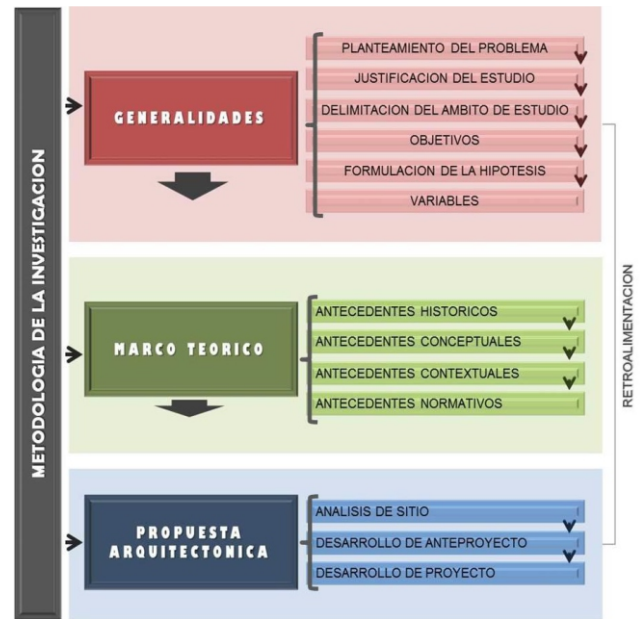 METODOLOGIA DE LA INVESTIGACION
GENERALIDADES
PLANTEAMIENTO DEL PROBLEMA
JUSTIFICACION DEL ESTUDIO
DELIMITACION DEL AMBITO DE ESTUDIO
OBJETIVOS
FORMULACION DE LA HIPOTESIS
VARIABLES
MARCO TEORICO
ANTECEDENTES HISTORICOS
ANTECEDENTES CONCEPTUALES
ANTECEDENTES CONTEXTUALES
ANTECEDENTES NORMATIVOS
PROPUESTA
ARQUITECTONICA
ANALISIS DE SITIO
DESARROLLO DE ANTEPROYECTO
DESARROLLO DE PROYECTO
RETROALIMENTACION